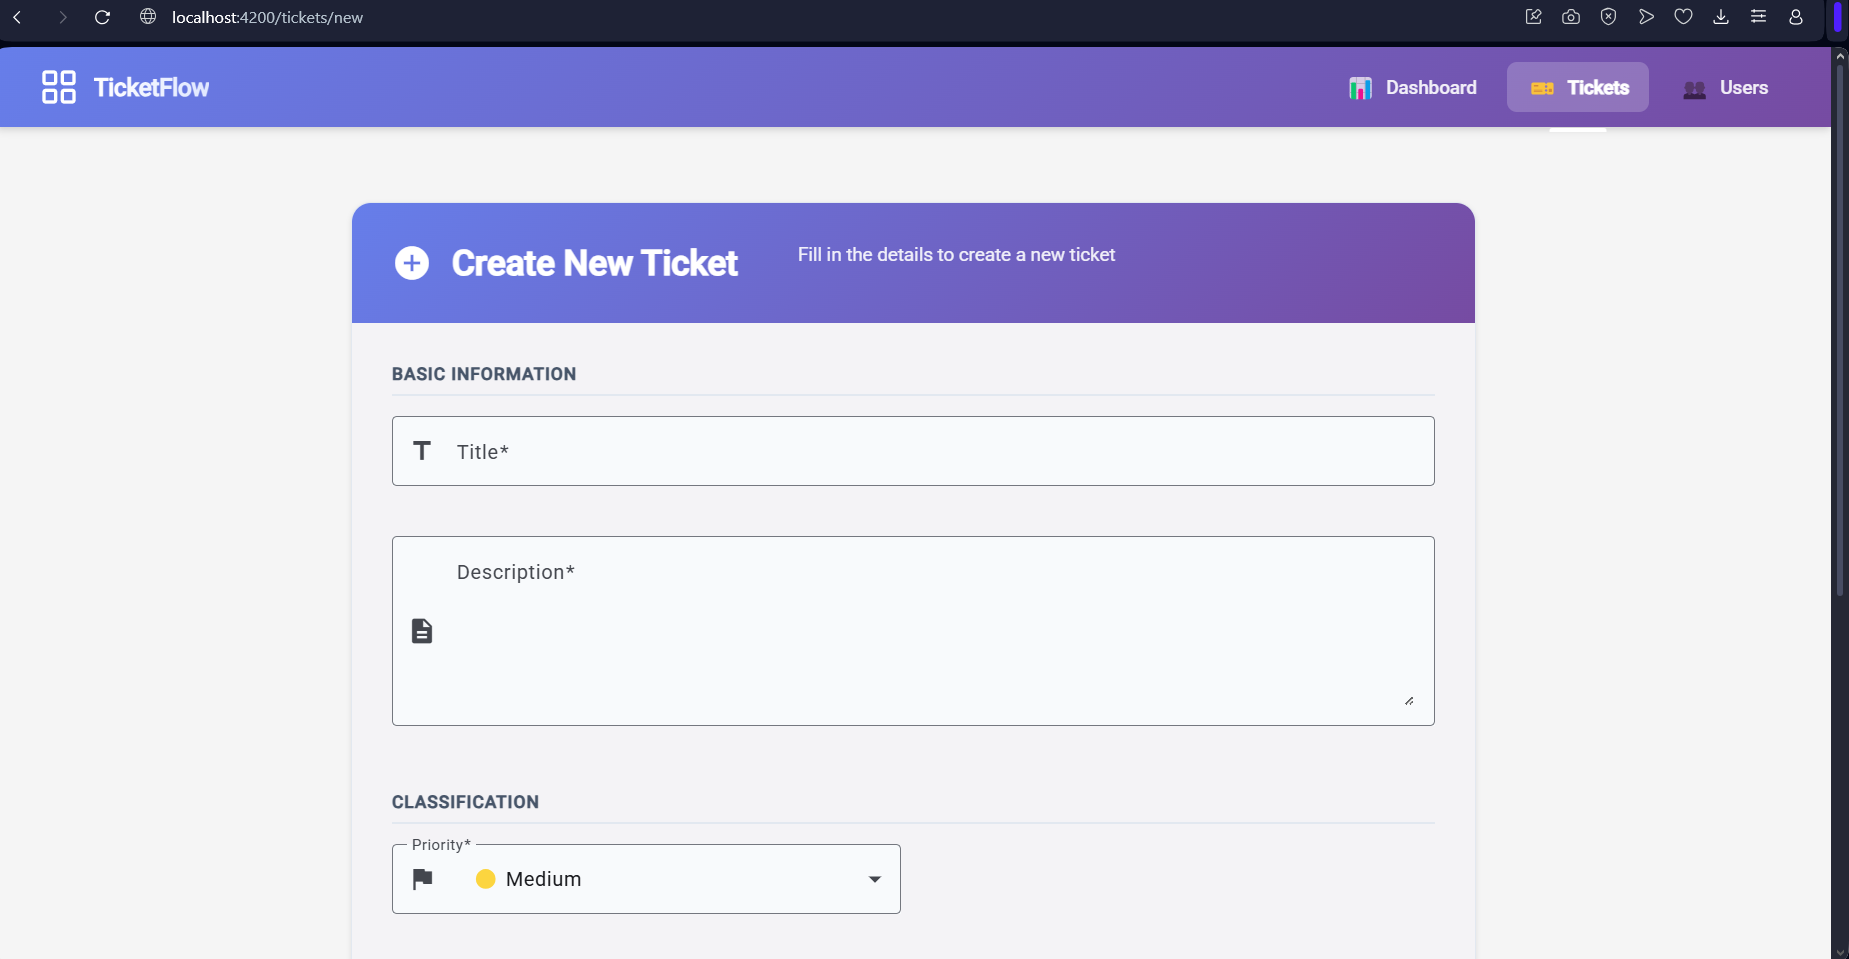 localhost:4200/tickets/new
TicketFlow
Dashboard
Tickets
Users
Create New Ticket
Fill in the details to create a new ticket
BASIC INFORMATION
T Title*
Description*
CLASSIFICATION
Priority*
Medium